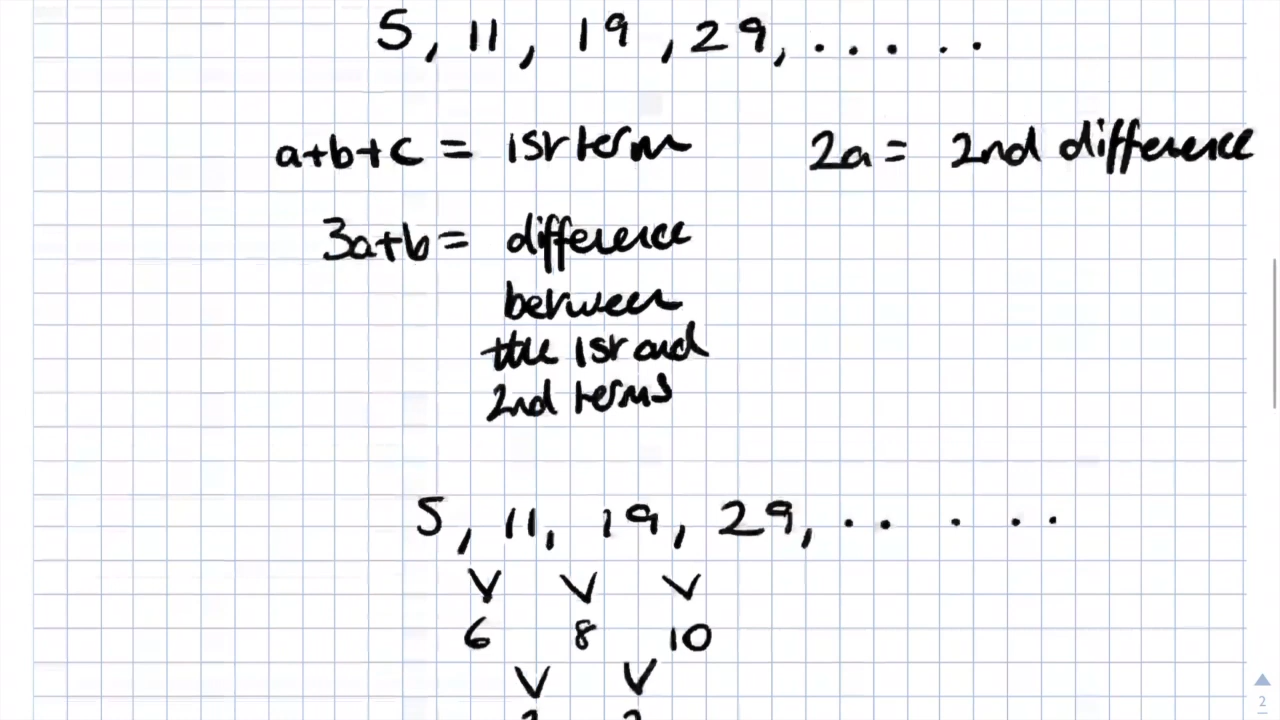 5, 11, 19, 29, . . . . .
a+b+c = 1st term 2a = 2nd difference
3a+b = difference
between
the 1st and
2nd terms
5, 11, 19, 29, . . . . .
6 8 10
2